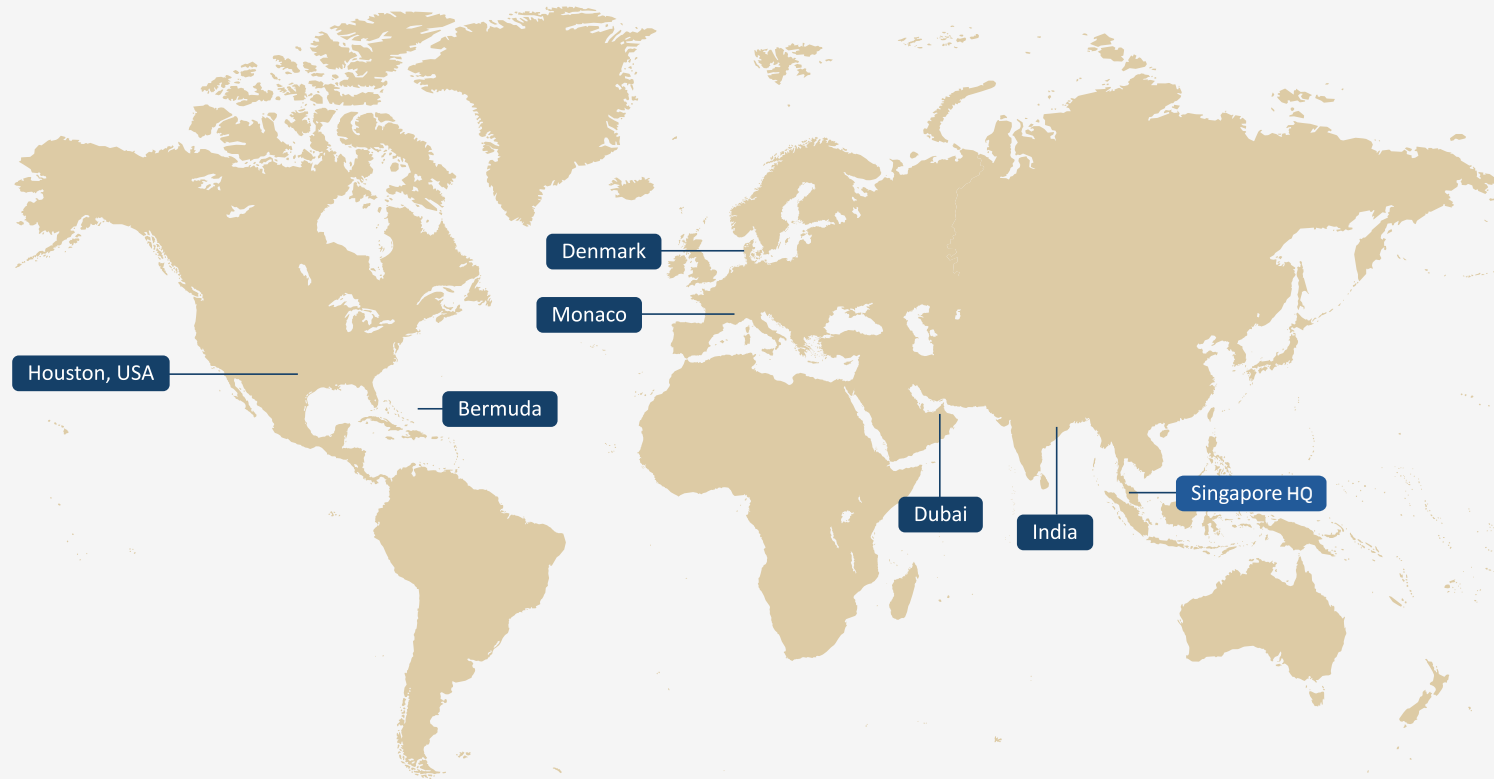 Denmark
Monaco
Houston, USA
Bermuda
Singapore HQ
Dubai
India